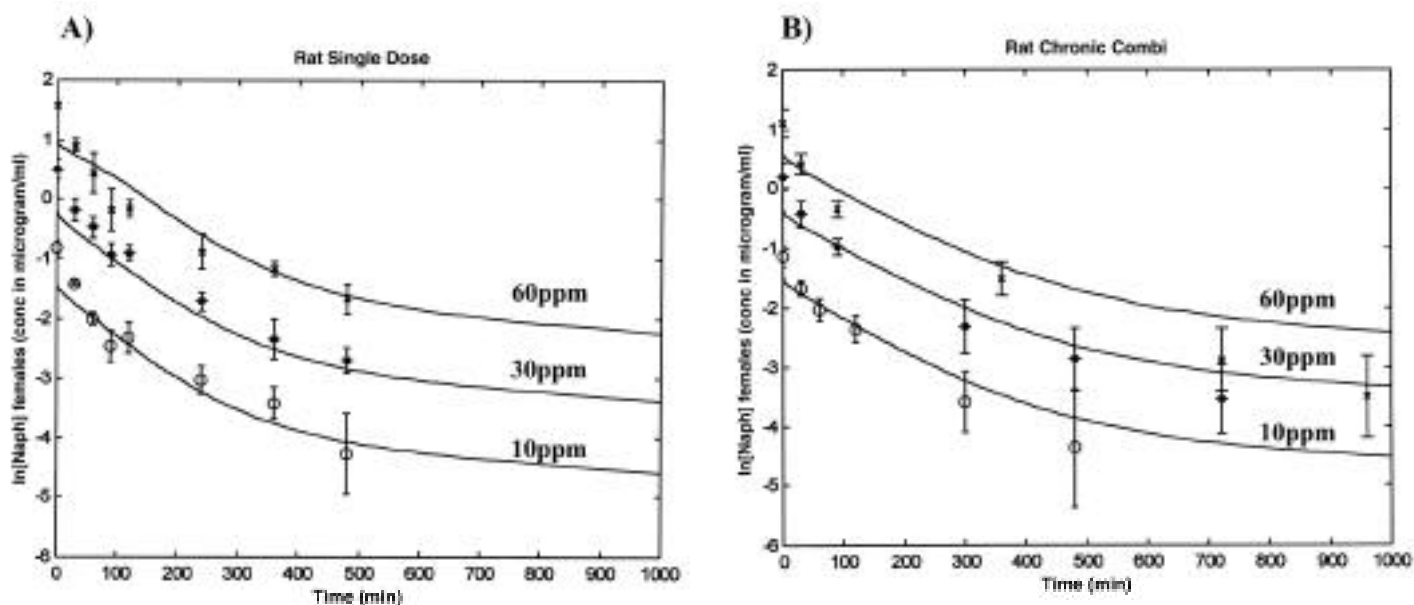 A)
Rat Single Dose
2
1
0
-1
-2
-3
-4
-5
-6
ln[Naph] females (conc in microgram/ml)
60ppm
30ppm
10ppm
0 100 200 300 400 500 600 700 800 900 1000
Time (min)
B)
Rat Chronic Combi
2
1
0
-1
-2
-3
-4
-5
-6
ln[Naph] females (conc in microgram/ml)
60ppm
30ppm
10ppm
0 100 200 300 400 500 600 700 800 900 1000
Time (min)